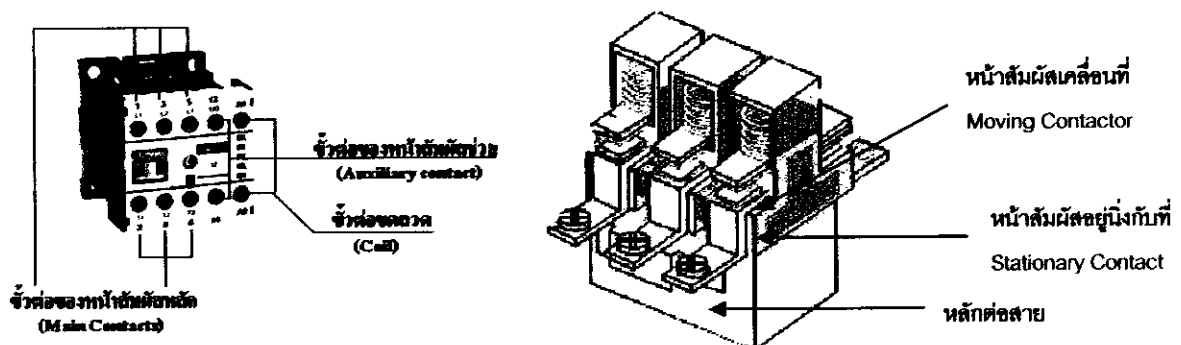 ขั้วต่อของหน้าสัมผัสช่วย
(Auxiliary contact)
ขั้วต่อขดลวด
(Coil)
ขั้วต่อของหน้าสัมผัสหลัก
(Main Contacts)
หน้าสัมผัสเคลื่อนที่
Moving Contactor
หน้าสัมผัสอยู่นิ่งกับที่
Stationary Contact
หลักต่อสาย